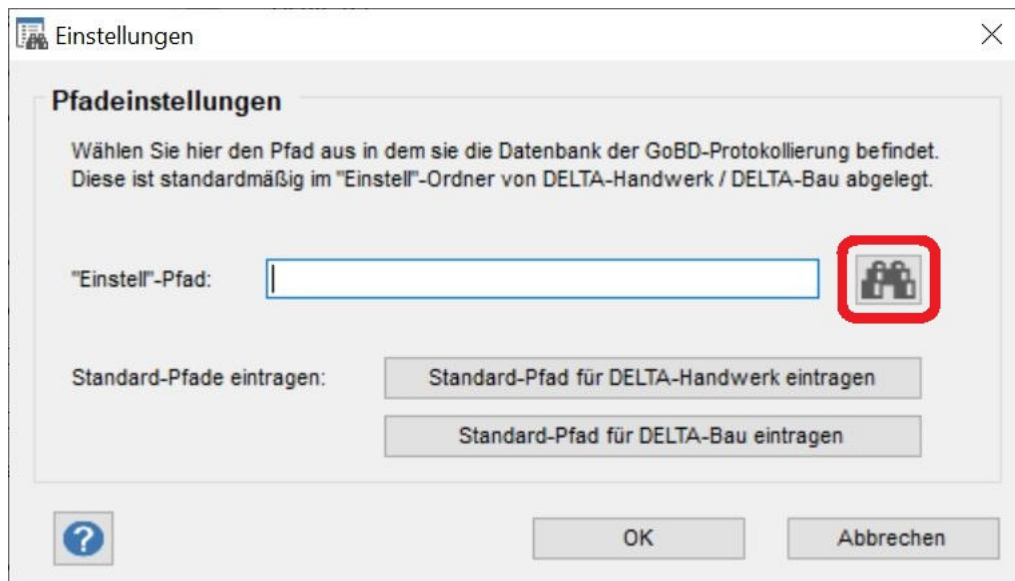 Einstellungen
Pfadeinstellungen
Wählen Sie hier den Pfad aus in dem sie die Datenbank der GoBD-Protokollierung befindet.
Diese ist standardmäßig im "Einstell"-Ordner von DELTA-Handwerk / DELTA-Bau abgelegt.
"Einstell"-Pfad:
Standard-Pfade eintragen:
Standard-Pfad für DELTA-Handwerk eintragen
Standard-Pfad für DELTA-Bau eintragen
?
OK
Abbrechen